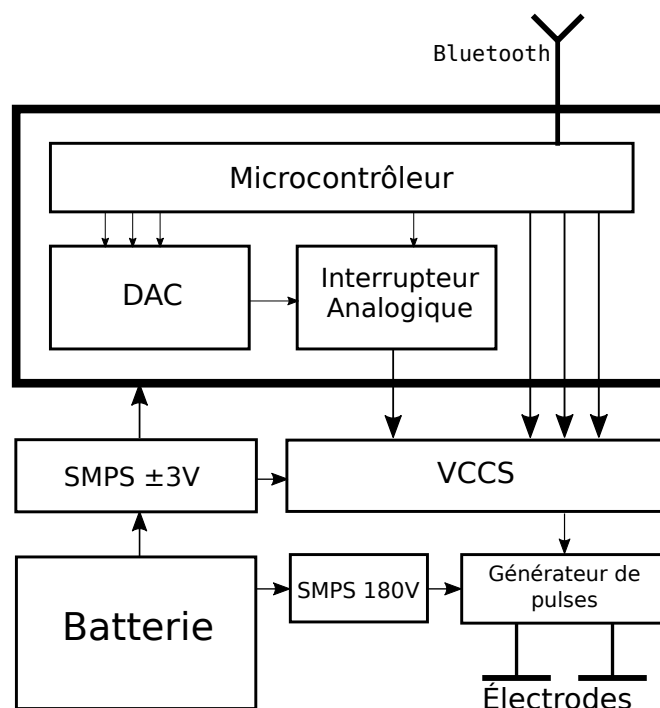 Bluetooth
Microcontrôleur
DAC
Interrupteur
Analogique
SMPS ±3V
VCCS
Batterie
SMPS 180V
Générateur de
pulses
Électrodes